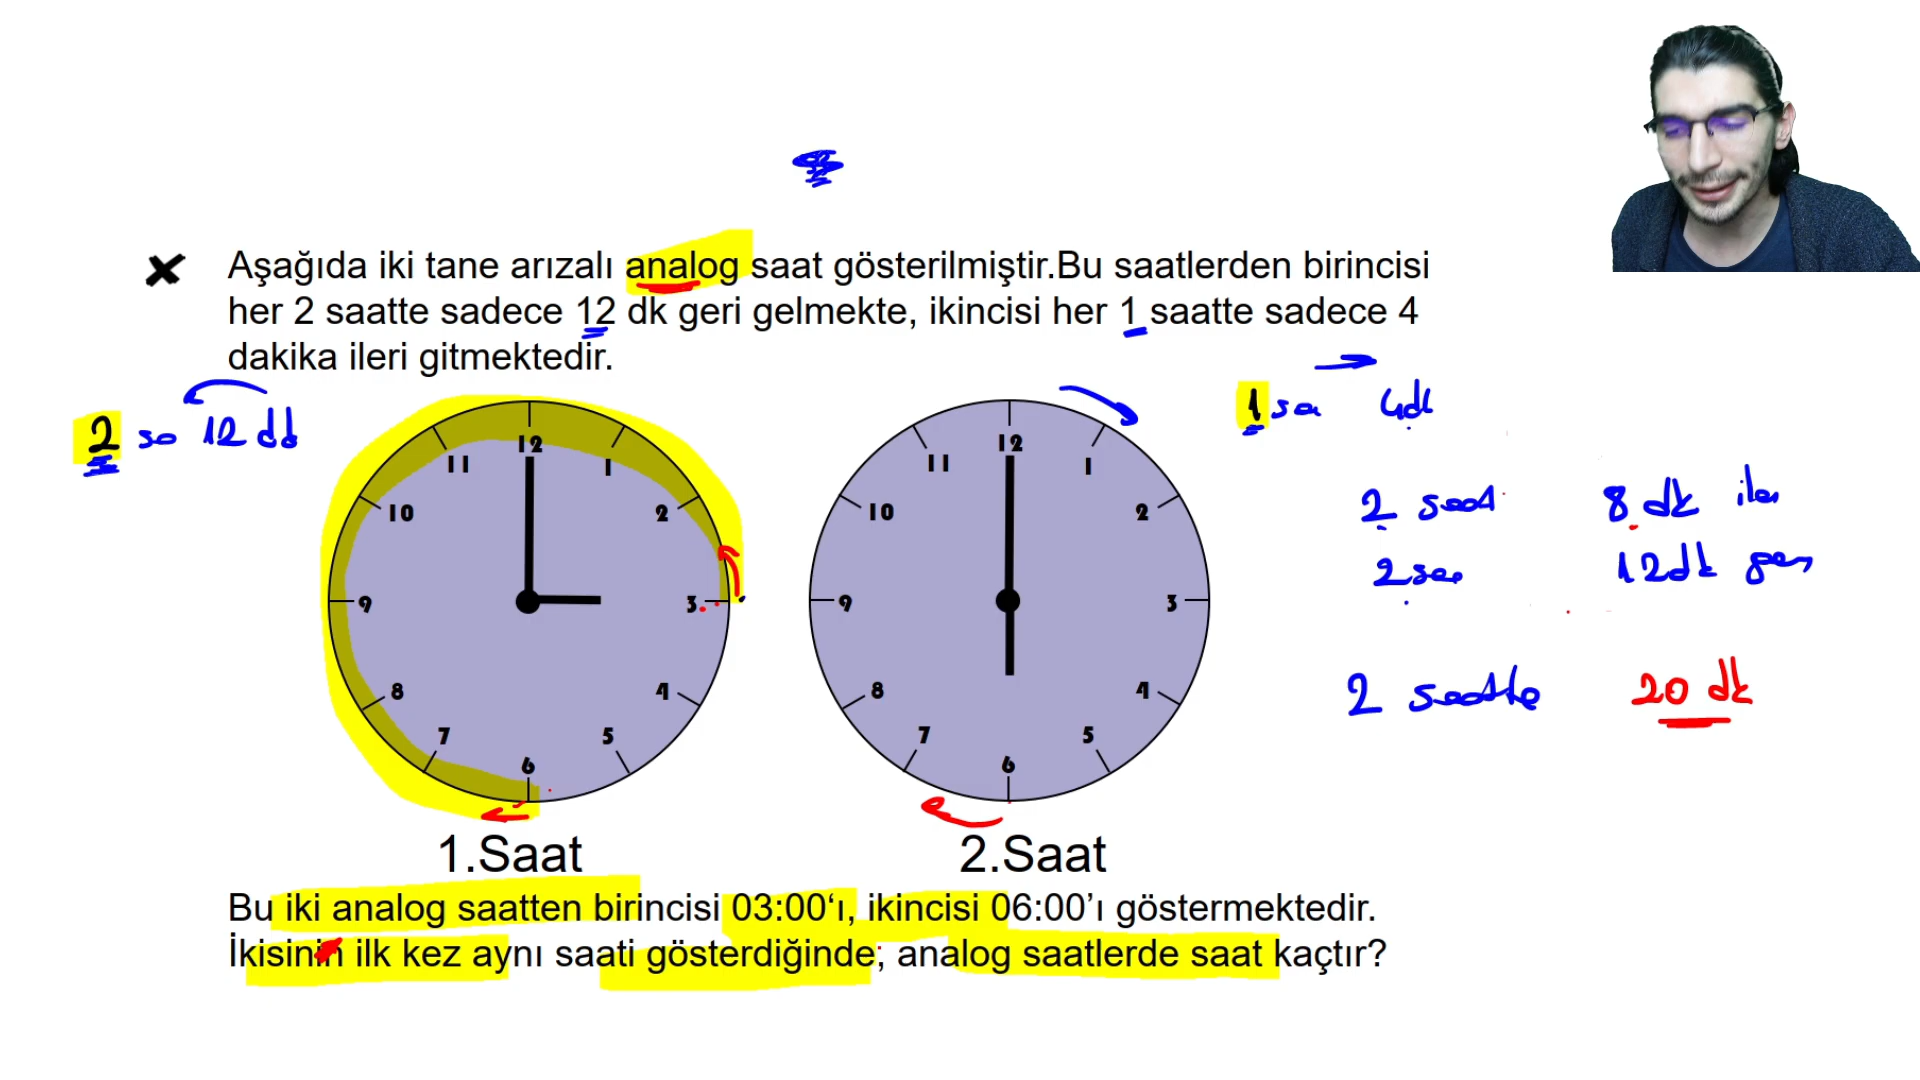 Aşağıda iki tane arızalı analog saat gösterilmiştir.Bu saatlerden birincisi
her 2 saatte sadece 12 dk geri gelmekte, ikincisi her 1 saatte sadece 4
dakika ileri gitmektedir.
2 sa 12 dk
12
11
1
10
2
9
3
8
4
7
5
6
1.Saat
12
11
1
10
2
9
3
8
4
7
5
6
2.Saat
1 sa 4dk
2 saat 8 dk
12dk
2 saatte 20 dk
Bu iki analog saatten birincisi 03:00‘ı, ikincisi 06:00’ı göstermektedir.
İkisinin ilk kez aynı saati gösterdiğinde; analog saatlerde saat kaçtır?